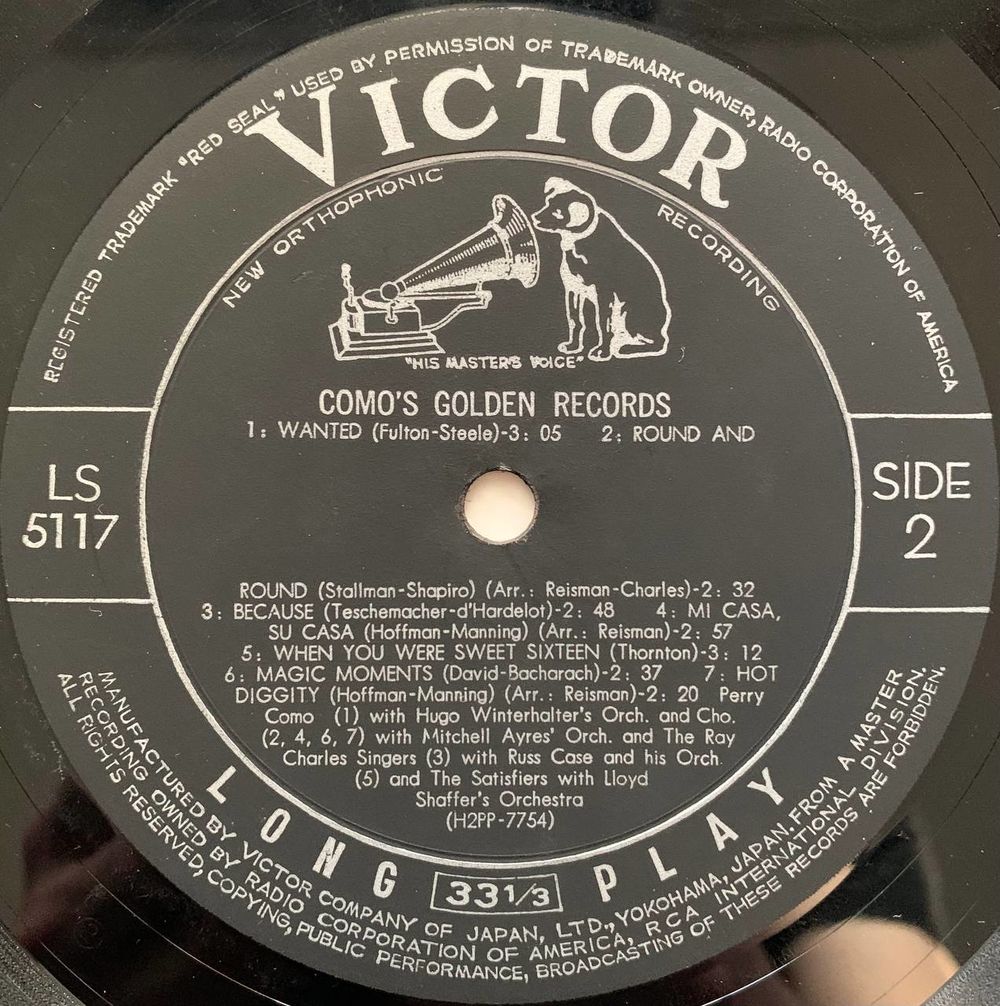 REGISTERED TRADEMARK "RED SEAL" USED BY PERMISSION OF TRADEMARK OWNER, RADIO CORPORATION OF AMERICA
VICTOR
NEW ORTHOPHONIC RECORDING
"HIS MASTER'S VOICE"
COMO'S GOLDEN RECORDS
1: WANTED (Fulton-Steele)-3: 05 2: ROUND AND
LS
5117
SIDE
2
ROUND (Stallman-Shapiro) (Arr.: Reisman-Charles)-2: 32
3: BECAUSE (Teschemacher-d'Hardelot)-2: 48 4: MI CASA,
SU CASA (Hoffman-Manning) (Arr.: Reisman)-2: 57
5: WHEN YOU WERE SWEET SIXTEEN (Thornton)-3: 12
6: MAGIC MOMENTS (David-Bacharach)-2: 37 7: HOT
DIGGITY (Hoffman-Manning) (Arr.: Reisman)-2: 20 Perry
Como (1) with Hugo Winterhalter's Orch. and Cho.
(2, 4, 6, 7) with Mitchell Ayres' Orch. and The Ray
Charles Singers (3) with Russ Case and his Orch.
(5) and The Satisfiers with Lloyd
Shaffer's Orchestra
(H2PP-7754)
LONG 33 1/3 PLAY
MANUFACTURED BY VICTOR COMPANY OF JAPAN, LTD., YOKOHAMA, JAPAN. FROM A MASTER
RECORDING OWNED BY RADIO CORPORATION OF AMERICA, RCA INTERNATIONAL DIVISION.
ALL RIGHTS RESERVED, COPYING, PUBLIC PERFORMANCE, BROADCASTING OF THESE RECORDS ARE FORBIDDEN.